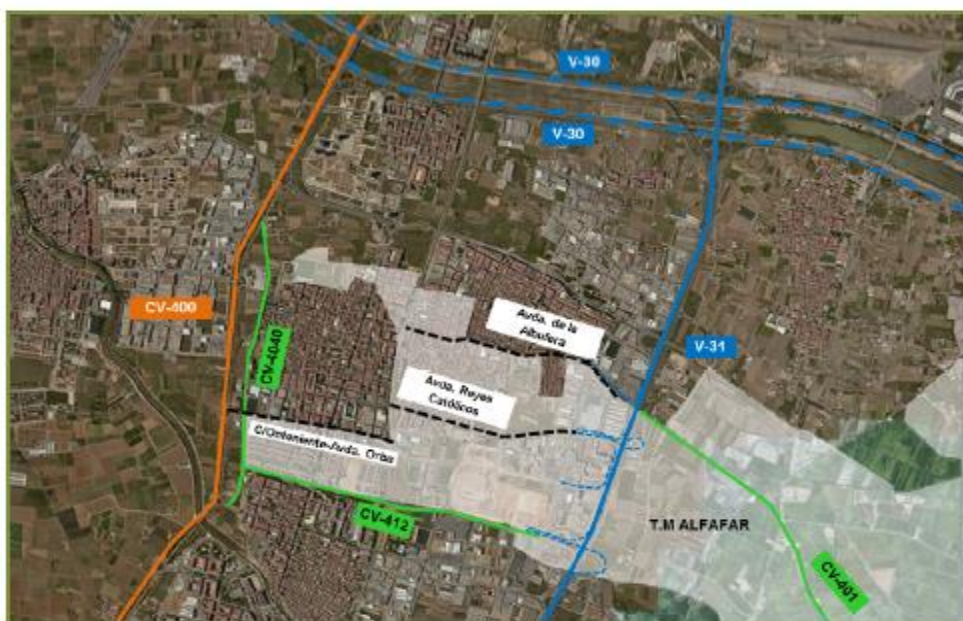 V-30
V-30
CV-400
CV-4040
Avda. de la
Albufera
V-31
Avda. Reyes
Católicos
C/Onteniente-Avda. Orba
CV-412
T.M ALFAFAR
CV-401